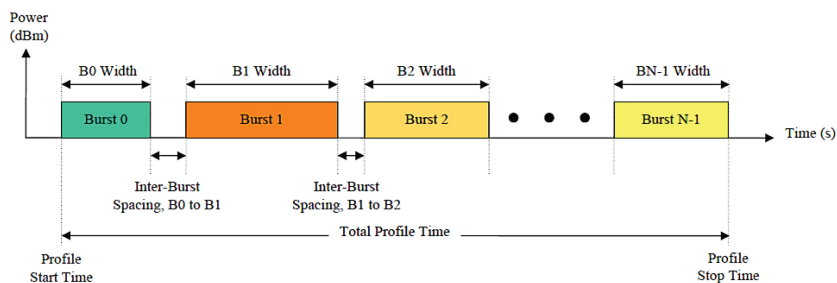 Power
(dBm)
B0 Width
B1 Width
B2 Width
BN-1 Width
Burst 0
Burst 1
Burst 2
Burst N-1
Time (s)
Inter-Burst
Spacing, B0 to B1
Inter-Burst
Spacing, B1 to B2
Total Profile Time
Profile
Start Time
Profile
Stop Time